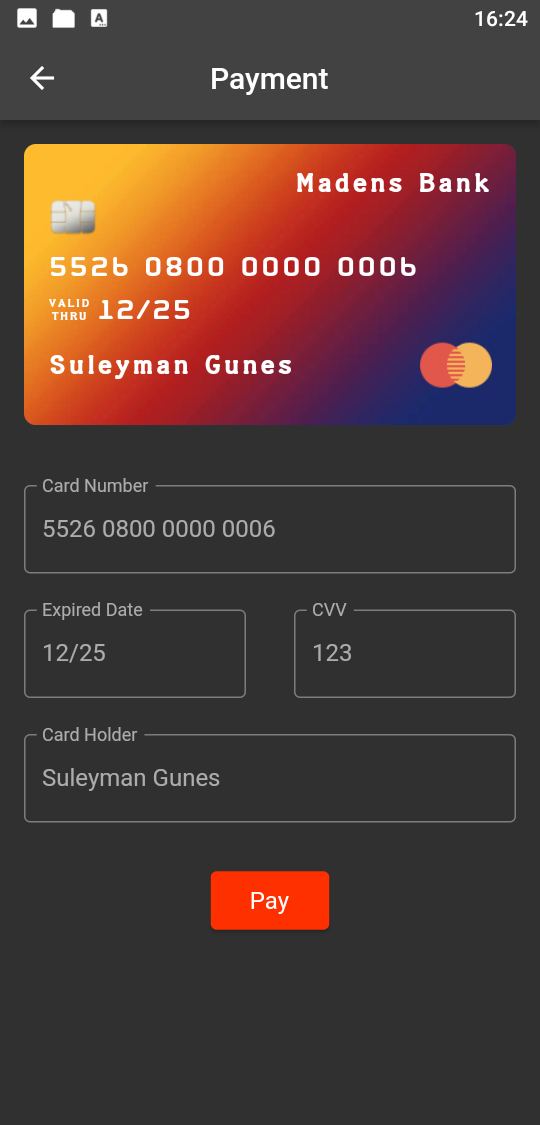 16:24
Payment
Madens Bank
5526 0800 0000 0006
VALID
THRU 12/25
Suleyman Gunes
Card Number
5526 0800 0000 0006
Expired Date CVV
12/25 123
Card Holder
Suleyman Gunes
Pay